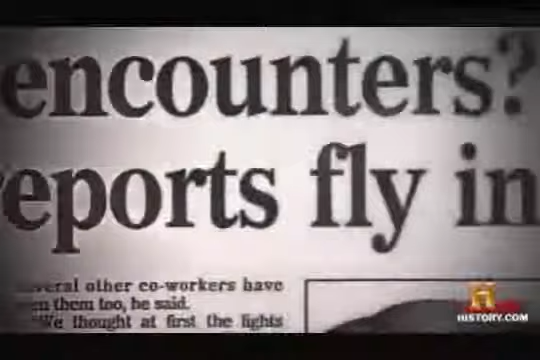 encounters?
eports fly in
other co-workers have
them too, he said.
"We thought at first the lights
H
HISTORY.COM